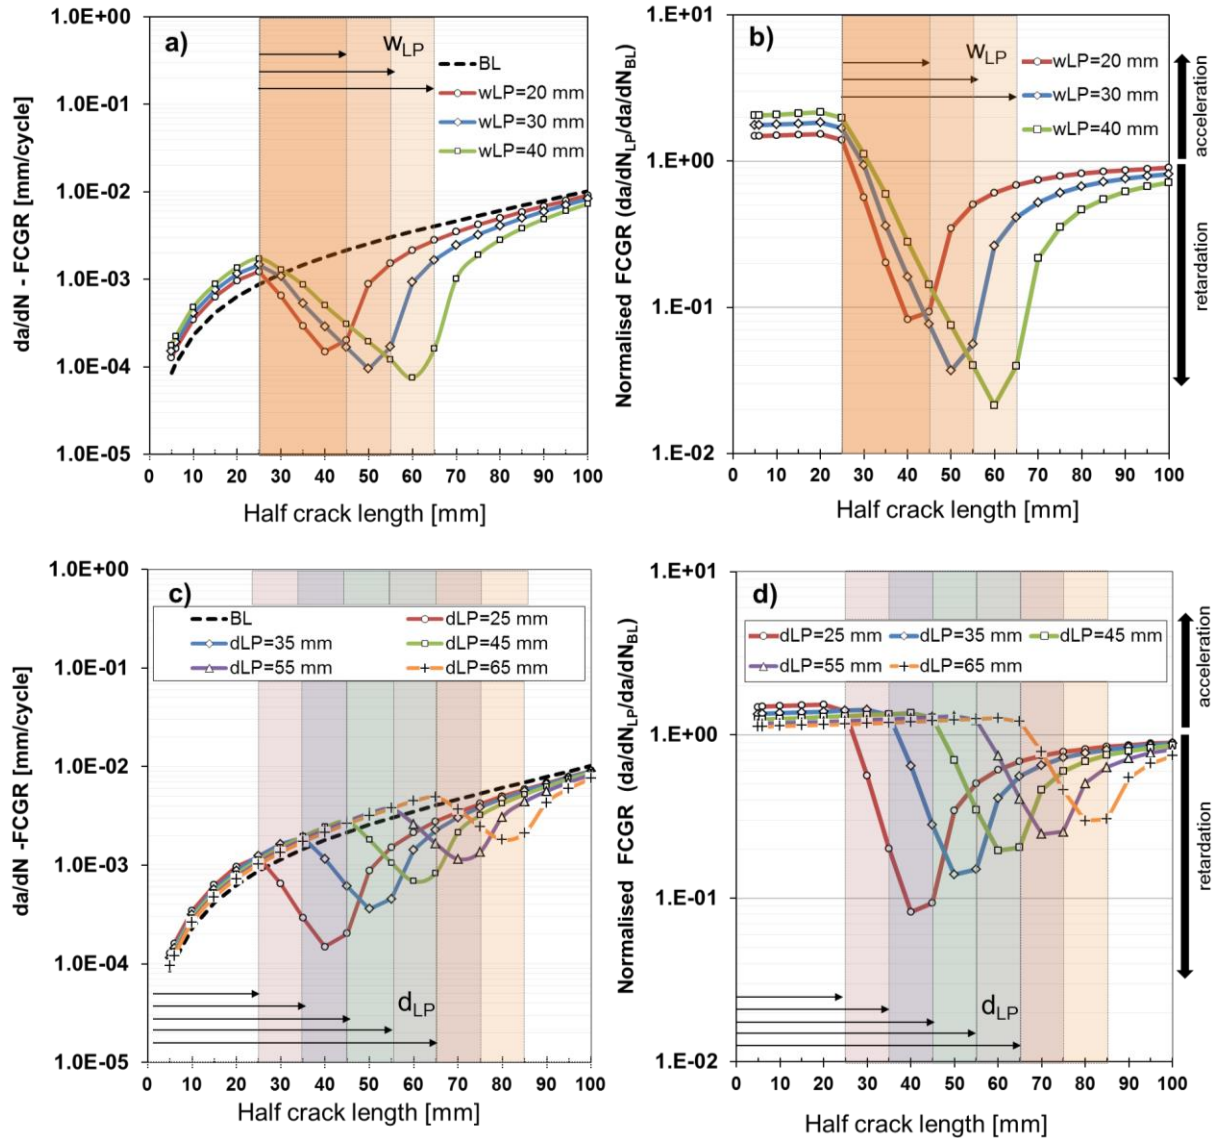 a)
1.0E+00
1.0E-01
1.0E-02
1.0E-03
1.0E-04
1.0E-05
da/dN - FCGR [mm/cycle]
wLP
BL
wLP=20 mm
wLP=30 mm
wLP=40 mm
0 10 20 30 40 50 60 70 80 90 100
Half crack length [mm]
b)
1.E+01
1.E+00
1.E-01
1.E-02
Normalised FCGR (da/dNLP/da/dNBL)
wLP
wLP=20 mm
wLP=30 mm
wLP=40 mm
acceleration
retardation
0 10 20 30 40 50 60 70 80 90 100
Half crack length [mm]
c)
1.0E+00
1.0E-01
1.0E-02
1.0E-03
1.0E-04
1.0E-05
da/dN -FCGR [mm/cycle]
BL dLP=25 mm
dLP=35 mm dLP=45 mm
dLP=55 mm dLP=65 mm
dLP
0 10 20 30 40 50 60 70 80 90 100
Half crack length [mm]
d)
1.E+01
1.E+00
1.E-01
1.E-02
Normalised FCGR (da/dNLP/da/dNBL)
dLP=25 mm dLP=35 mm dLP=45 mm
dLP=55 mm dLP=65 mm
dLP
acceleration
retardation
0 10 20 30 40 50 60 70 80 90 100
Half crack length [mm]